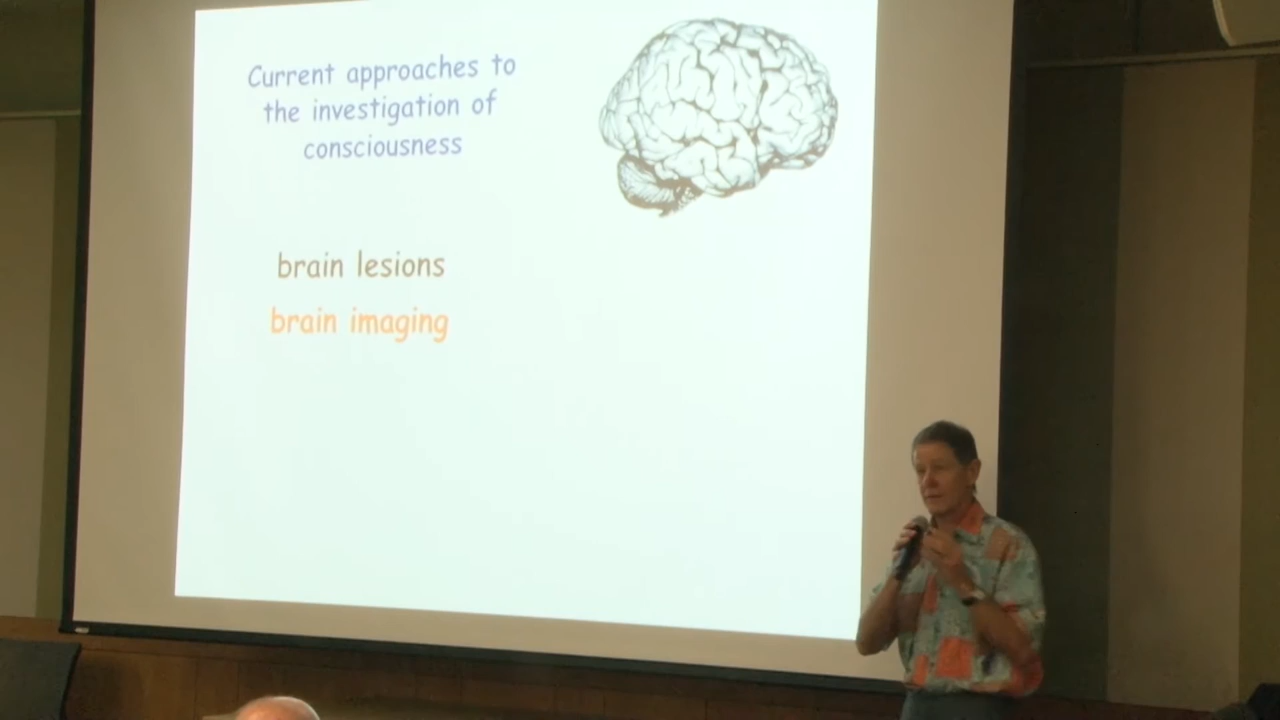 Current approaches to
the investigation of
consciousness
brain lesions
brain imaging